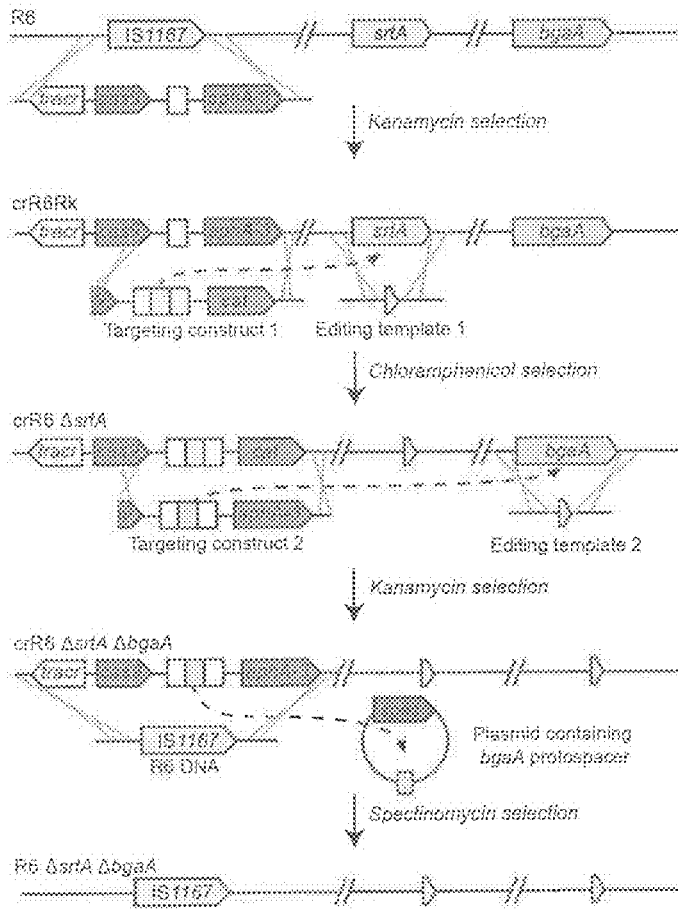 R6
IS1167
srtA
bgaA
tracr
Kanamycin selection
crR6Rk
tracr
srtA
bgaA
Targeting construct 1
Editing template 1
Chloramphenicol selection
crR6 ΔsrtA
tracr
bgaA
Targeting construct 2
Editing template 2
Kanamycin selection
crR6 ΔsrtA ΔbgaA
tracr
IS1167
R6 DNA
Plasmid containing
bgaA protospacer
Spectinomycin selection
R6 ΔsrtA ΔbgaA
IS1167